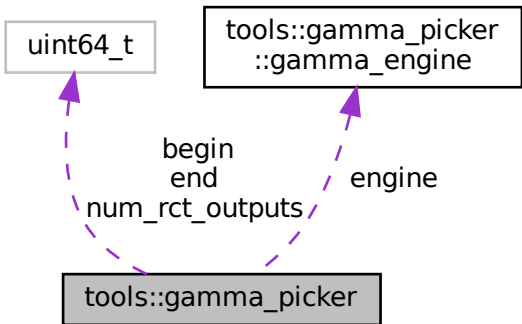 uint64_t
tools::gamma_picker
::gamma_engine
begin
end
num_rct_outputs
engine
tools::gamma_picker